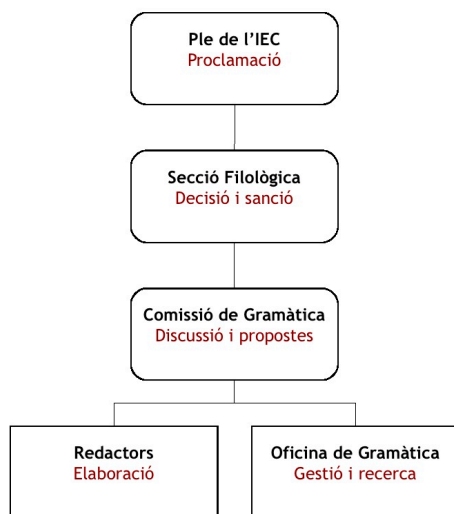 Ple de l’IEC
Proclamació
Secció Filològica
Decisió i sanció
Comissió de Gramàtica
Discussió i propostes
Redactors
Elaboració
Oficina de Gramàtica
Gestió i recerca